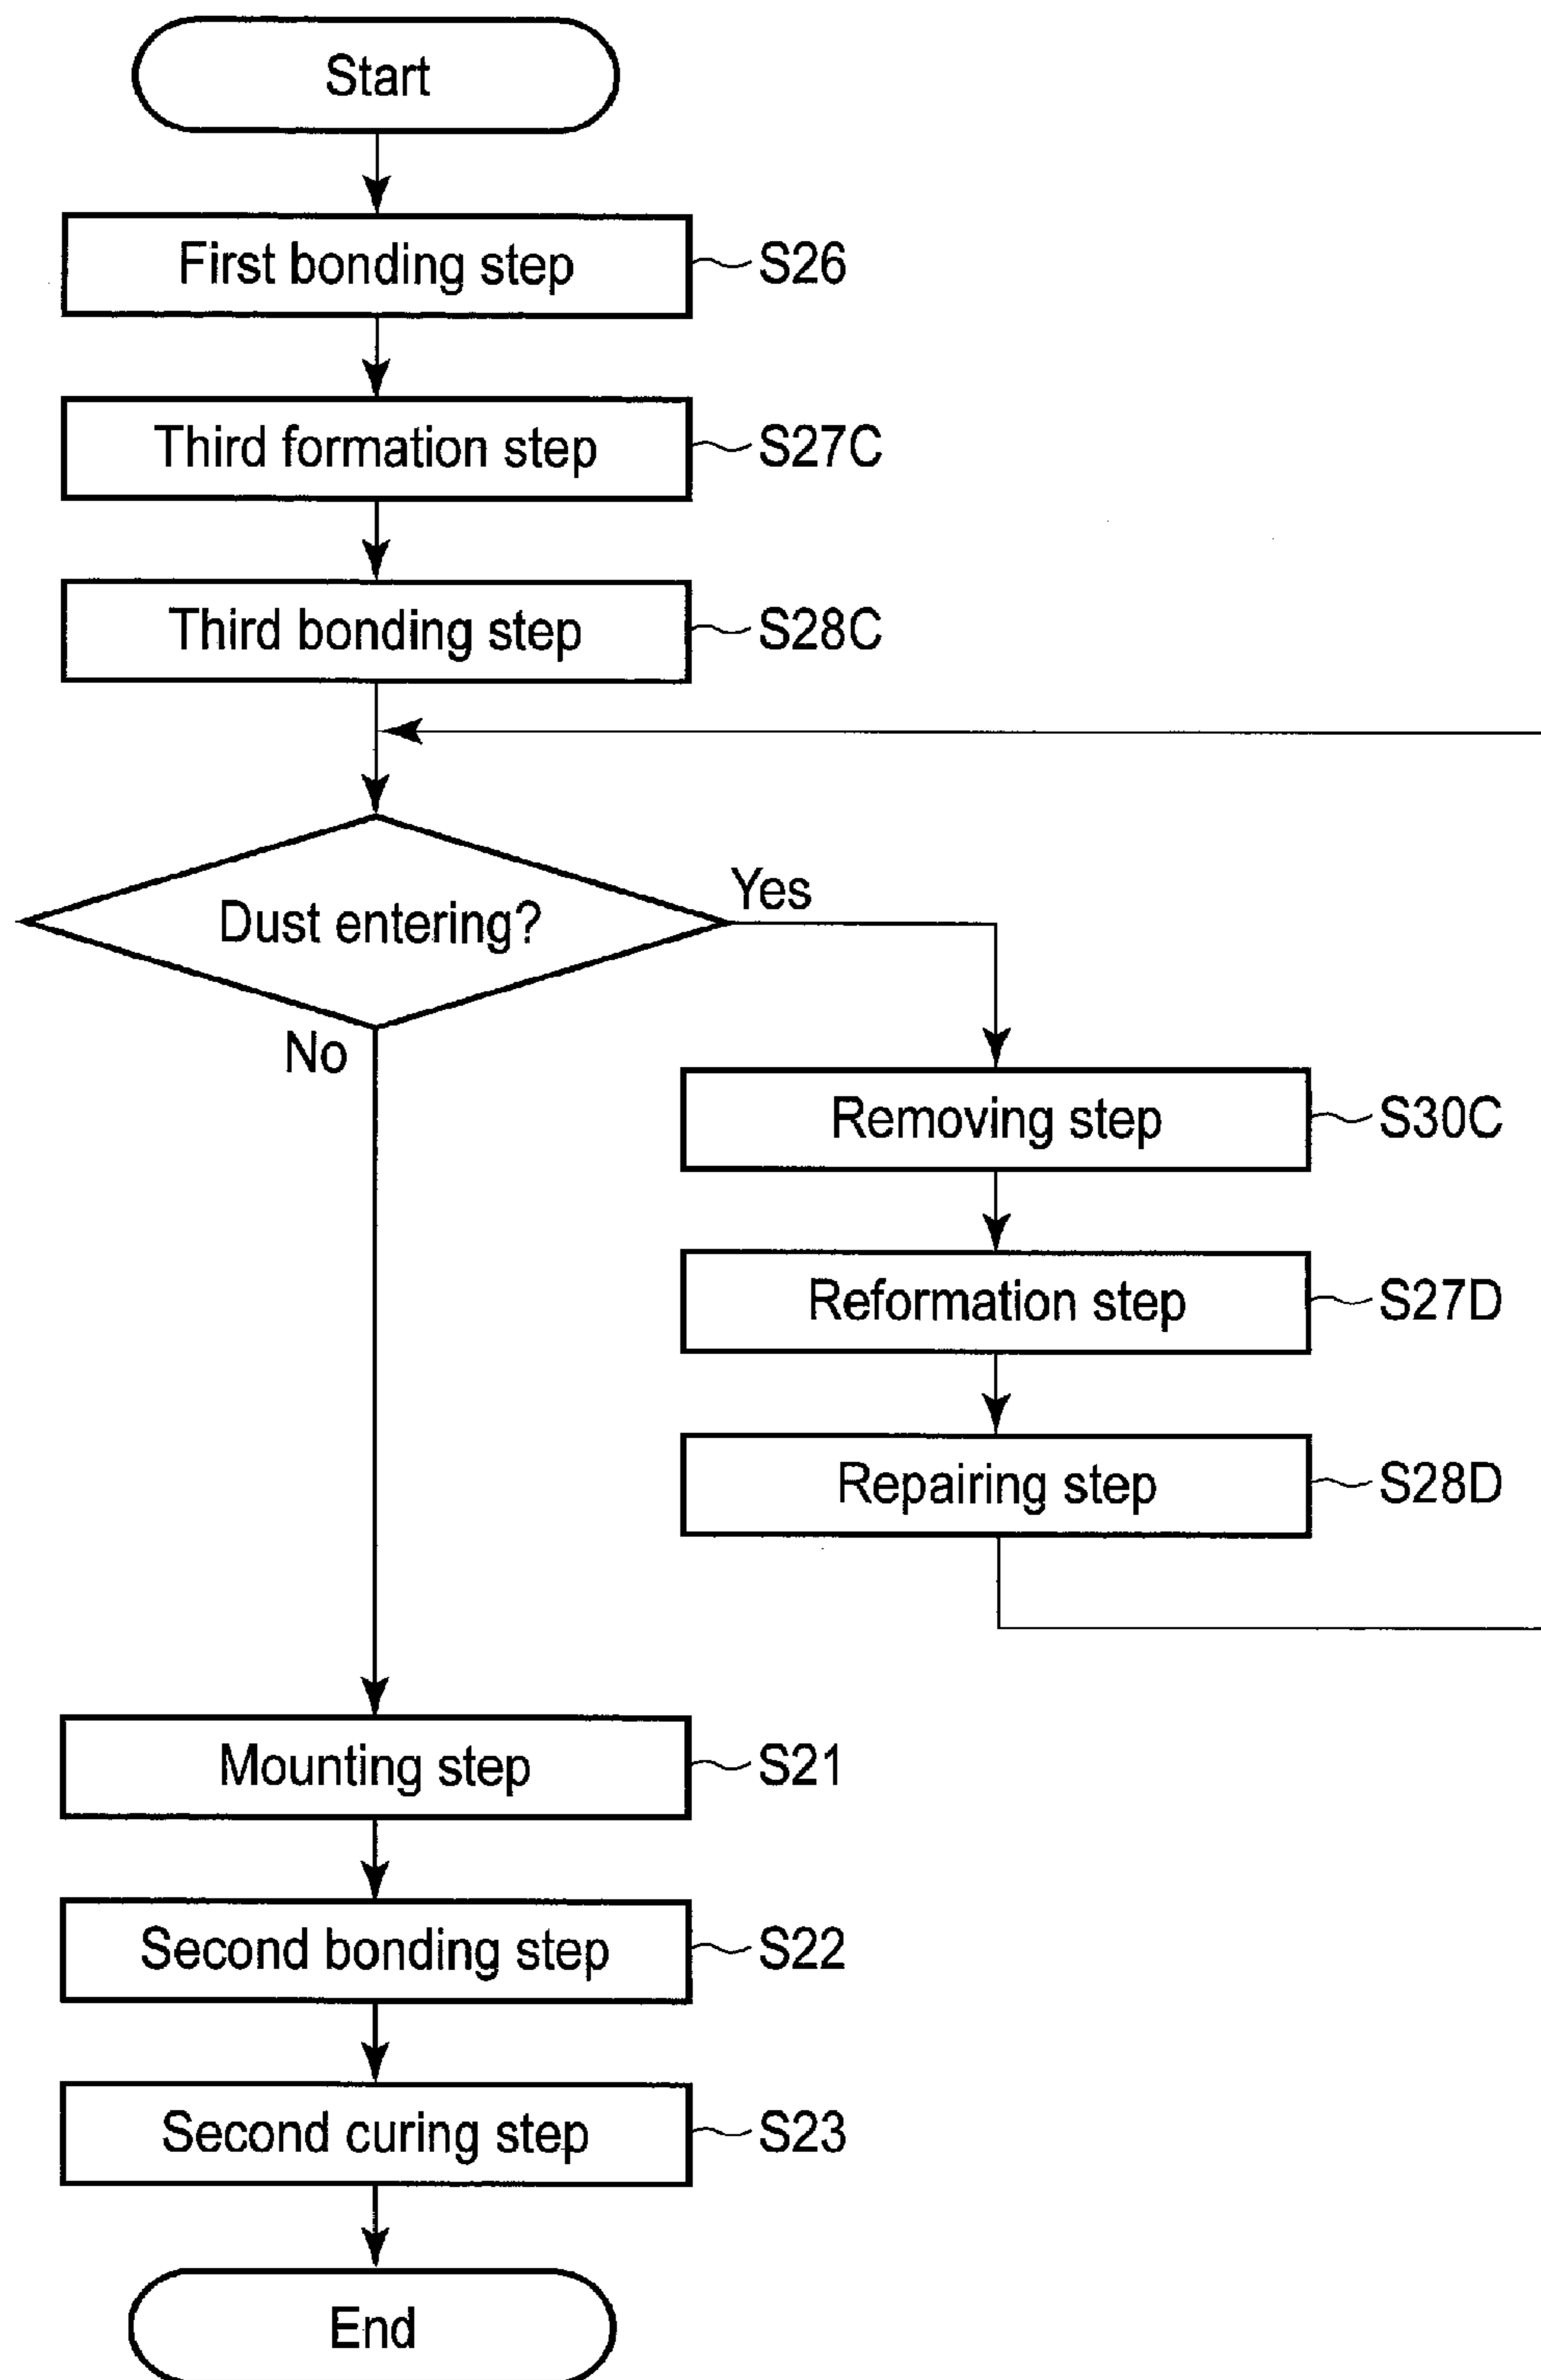 Start
First bonding step
S26
Third formation step
S27C
Third bonding step
S28C
Dust entering?
Yes
No
Removing step
S30C
Reformation step
S27D
Repairing step
S28D
Mounting step
S21
Second bonding step
S22
Second curing step
S23
End